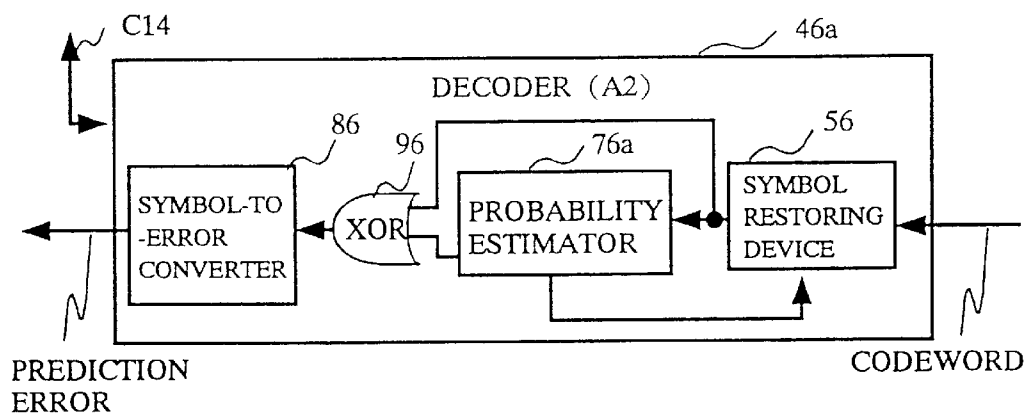 C14
46a
DECODER (A2)
86
96
76a
56
SYMBOL-TO
-ERROR
CONVERTER
XOR
PROBABILITY
ESTIMATOR
SYMBOL
RESTORING
DEVICE
PREDICTION
ERROR
CODEWORD